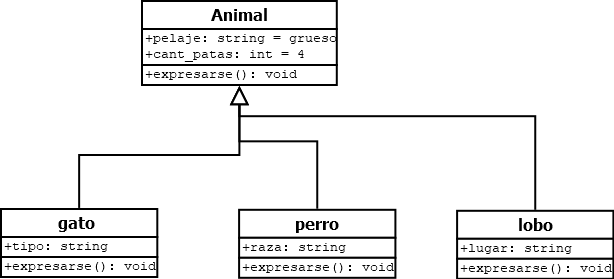 Animal
+pelaje: string = grueso
+cant_patas: int = 4
+expresarse(): void
gato
+tipo: string
+expresarse(): void
perro
+raza: string
+expresarse(): void
lobo
+lugar: string
+expresarse(): void